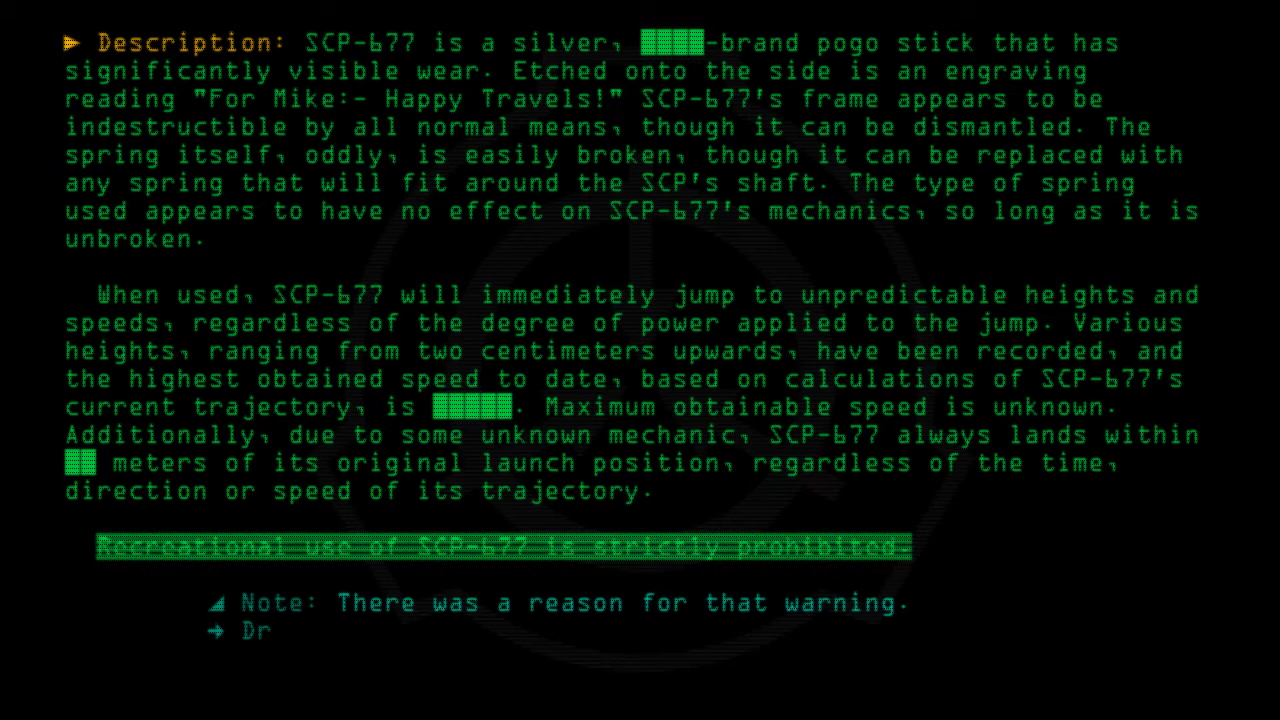 ► Description: SCP-677 is a silver, ████-brand pogo stick that has
significantly visible wear. Etched onto the side is an engraving
reading "For Mike:- Happy Travels!" SCP-677's frame appears to be
indestructible by all normal means, though it can be dismantled. The
spring itself, oddly, is easily broken, though it can be replaced with
any spring that will fit around the SCP's shaft. The type of spring
used appears to have no effect on SCP-677's mechanics, so long as it is
unbroken.
When used, SCP-677 will immediately jump to unpredictable heights and
speeds, regardless of the degree of power applied to the jump. Various
heights, ranging from two centimeters upwards, have been recorded, and
the highest obtained speed to date, based on calculations of SCP-677's
current trajectory, is █████. Maximum obtainable speed is unknown.
Additionally, due to some unknown mechanic, SCP-677 always lands within
██ meters of its original launch position, regardless of the time,
direction or speed of its trajectory.
Recreational use of SCP-677 is strictly prohibited.
◢ Note: There was a reason for that warning.
→ Dr